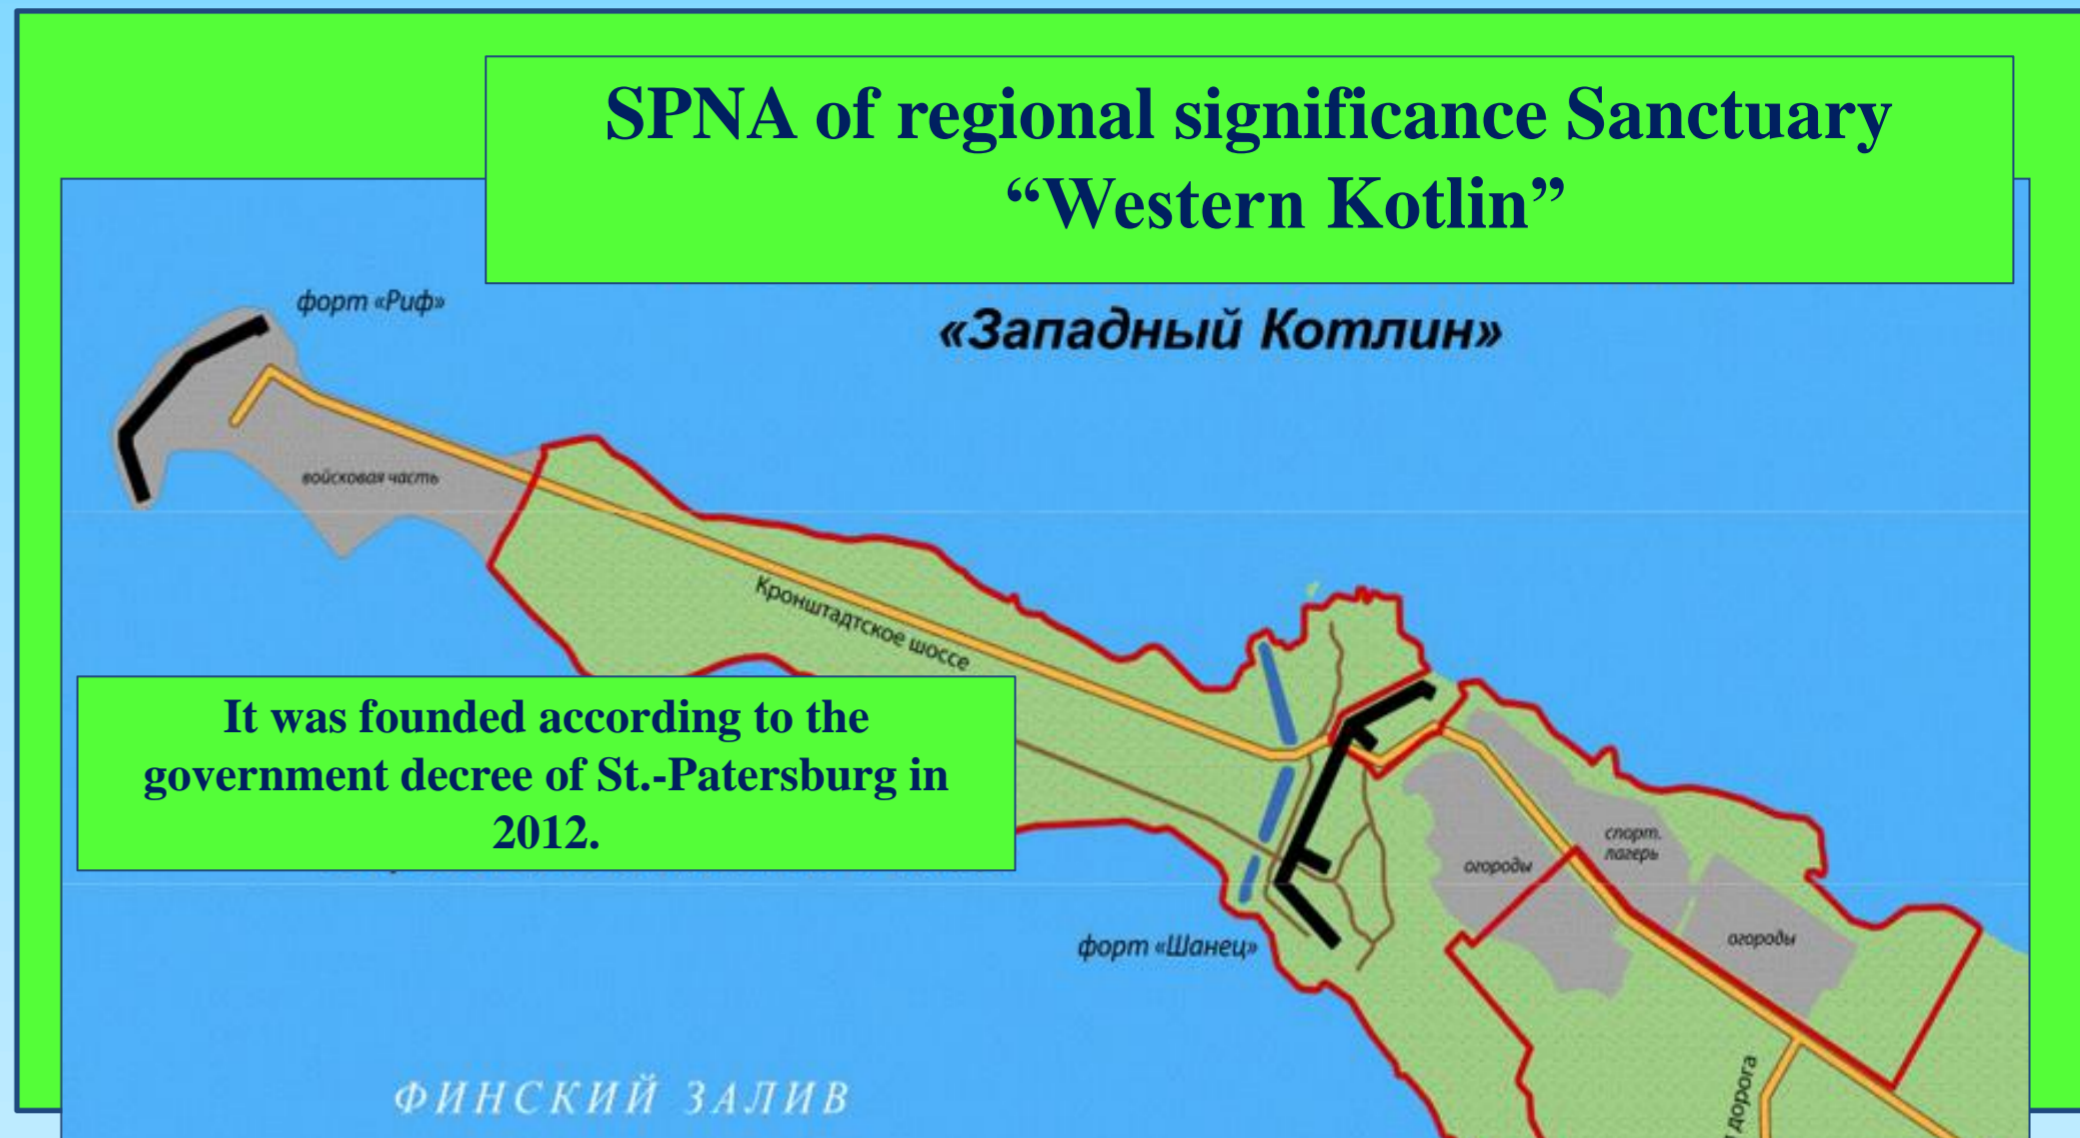 SPNA of regional significance Sanctuary
“Western Kotlin”
форт «Риф»
«Западный Котлин»
войсковая часть
Кронштадтское шоссе
It was founded according to the
government decree of St.-Patersburg in
2012.
спорт.
лагерь
огороды
огороды
форт «Шанец»
ФИНСКИЙ ЗАЛИВ
дорога